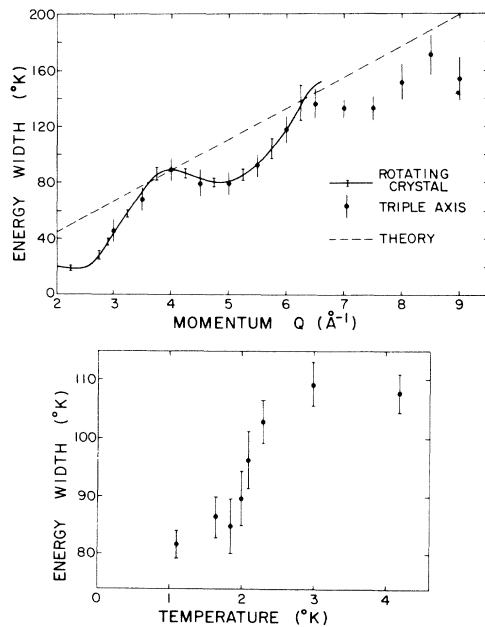 200
160
120
80
40
0
ENERGY WIDTH (°K)
2 3 4 5 6 7 8 9
MOMENTUM Q (Å⁻¹)
ROTATING
CRYSTAL
TRIPLE AXIS
THEORY
110
100
90
80
ENERGY WIDTH (°K)
0 1 2 3 4
TEMPERATURE (°K)